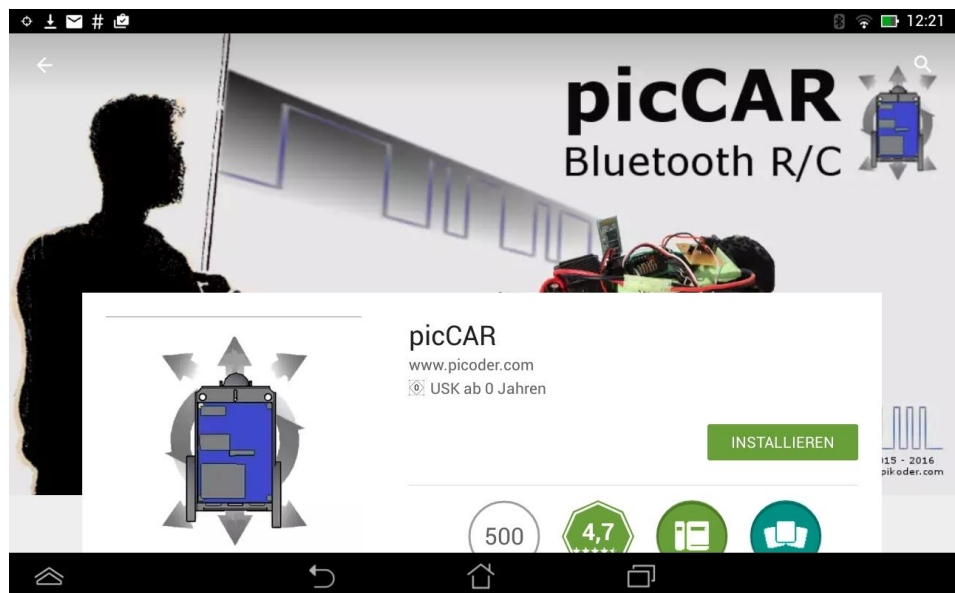 12:21
picCAR
Bluetooth R/C
picCAR
www.picoder.com
0 USK ab 0 Jahren
INSTALLIEREN
15 - 2016
pikoder.com
500
4,7